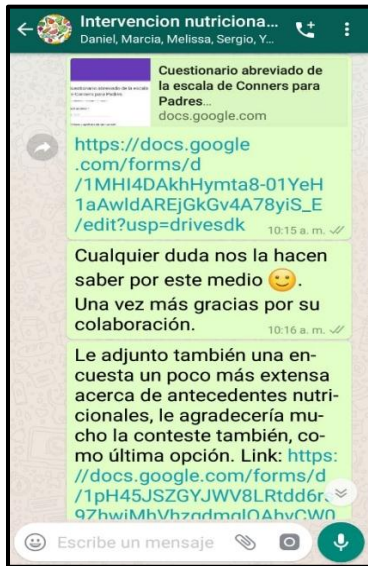 Intervencion nutriciona...
Daniel, Marcia, Melissa, Sergio, Y...
Cuestionario abreviado de
la escala de Conners para
Padres...
docs.google.com
https://docs.google
.com/forms/d
/1MHI4DAkhHymta8-01YeH
1aAwldAREjGkGv4A78yiS_E
/edit?usp=drivesdk
10:15 a. m.
Cualquier duda nos la hacen
saber por este medio 🙂.
Una vez más gracias por su
colaboración.
10:16 a. m.
Le adjunto también una en-
cuesta un poco más extensa
acerca de antecedentes nutri-
cionales, le agradecería mu-
cho la conteste también, co-
mo última opción. Link: https:
//docs.google.com/forms/d
Escribe un mensaje